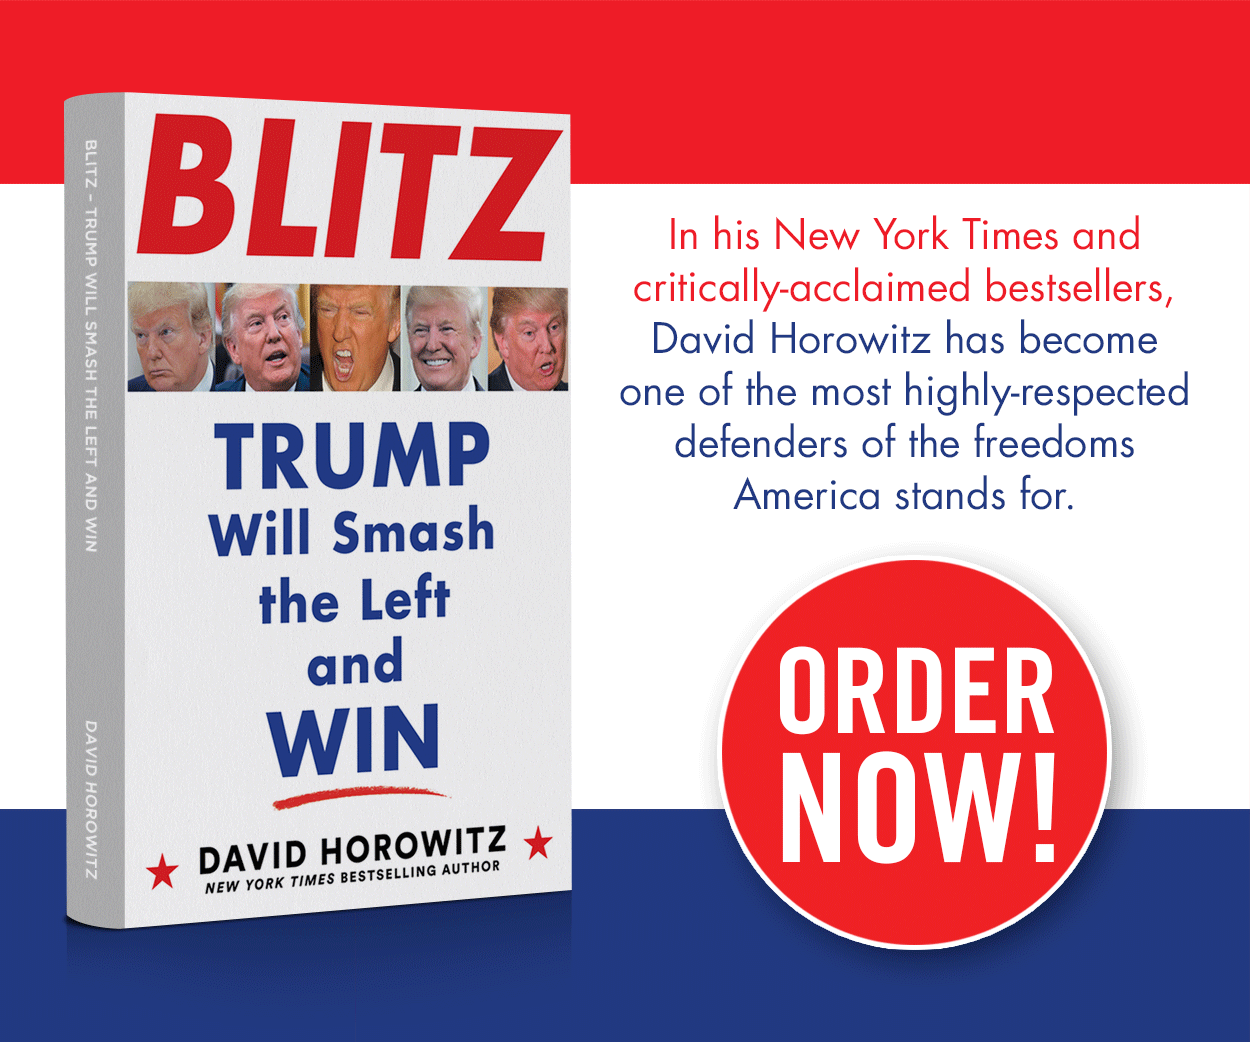 BLITZ – TRUMP WILL SMASH THE LEFT AND WIN
DAVID HOROWITZ
BLITZ
TRUMP
Will Smash
the Left
and
WIN
DAVID HOROWITZ
NEW YORK TIMES BESTSELLING AUTHOR
In his New York Times and
critically-acclaimed bestsellers,
David Horowitz has become
one of the most highly-respected
defenders of the freedoms
America stands for.
ORDER
NOW!